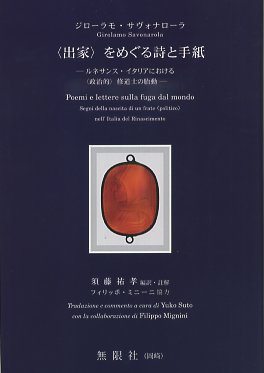 ジローラモ・サヴォナローラ
Girolamo Savonarola
〈出家〉をめぐる詩と手紙
─ルネサンス・イタリアにおける
〈政治的〉修道士の胎動─
Poemi e lettere sulla fuga dal mondo
Segni della nascita di un frate ‹politico›
nell'Italia del Rinascimento
須藤祐孝 編訳・註解
フィリッポ・ミニーニ 協力
Traduzione e commento a cura di Yuko Suto
con la collaborazione di Filippo Mignini
無限社〈岡崎〉